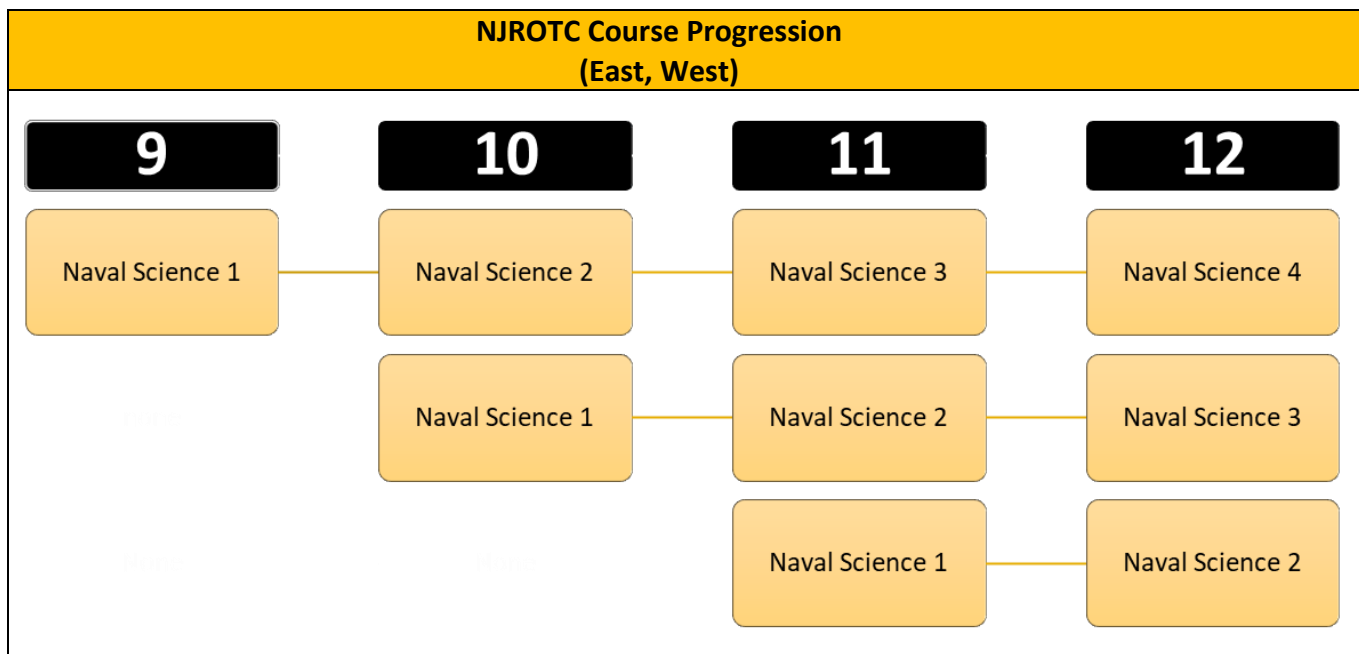 NJROTC Course Progression
(East, West)
9 10 11 12
Naval Science 1 Naval Science 2 Naval Science 3 Naval Science 4
Naval Science 1 Naval Science 2 Naval Science 3
Naval Science 1 Naval Science 2